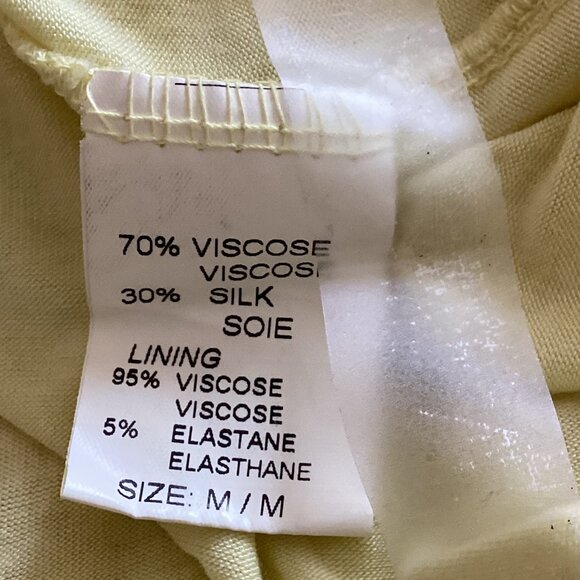 70% VISCOSE
VISCOSE
30% SILK
SOIE
LINING
95% VISCOSE
VISCOSE
5% ELASTANE
ELASTHANE
SIZE: M / M